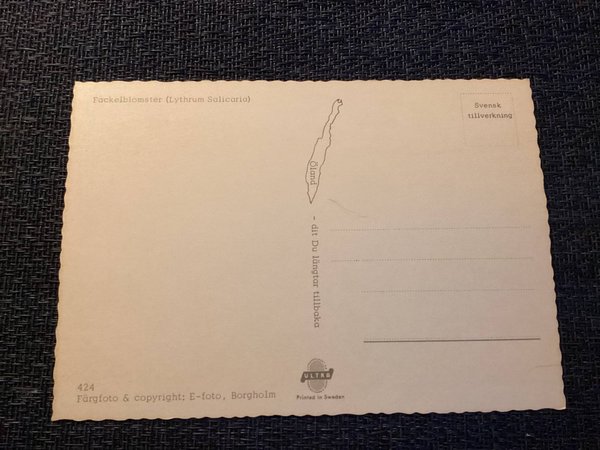 Fackelblomster (Lythrum Salicaria)
Svensk
tillverkning
Öland
- dit Du längtar tillbaka
424
Färgfoto & copyright; E-foto, Borgholm
ULTRA
Printed in Sweden